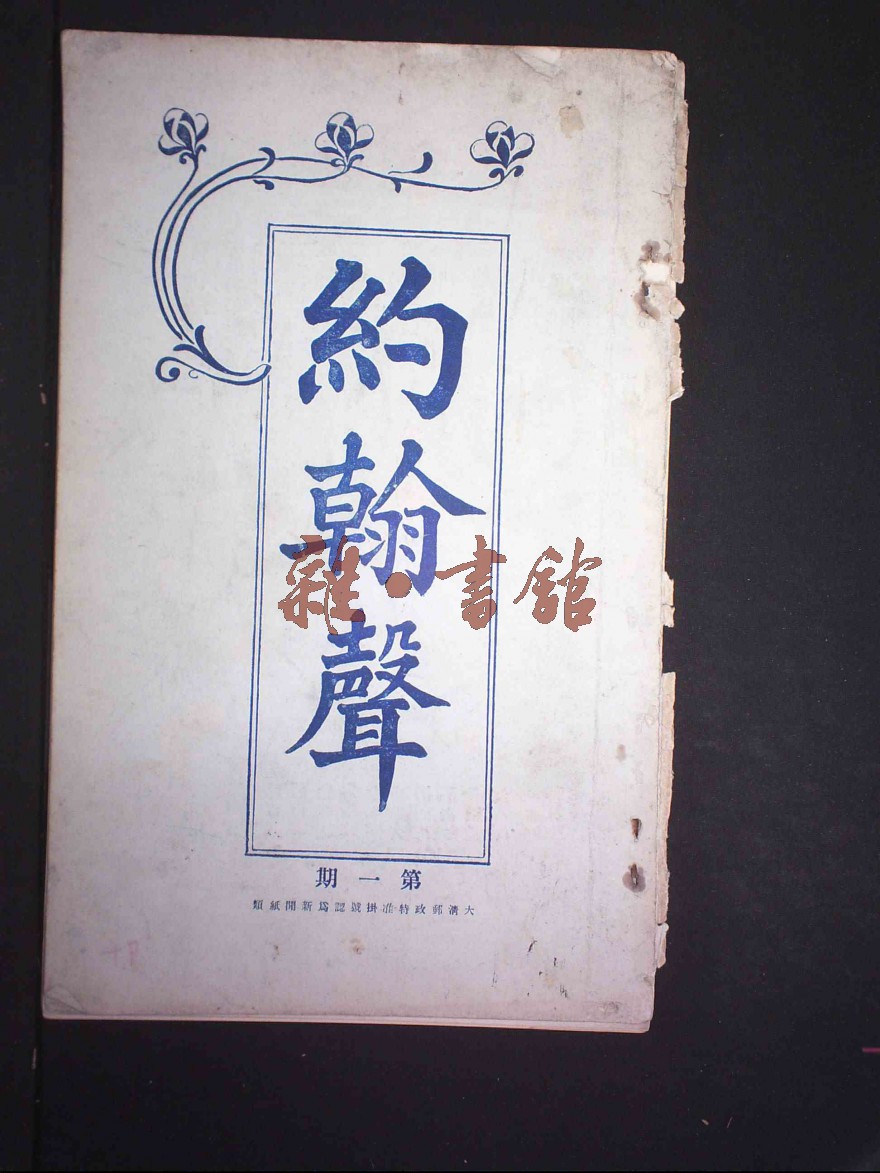 約翰聲
雜·書館
第一期
大清郵政特准掛號認爲新聞紙類